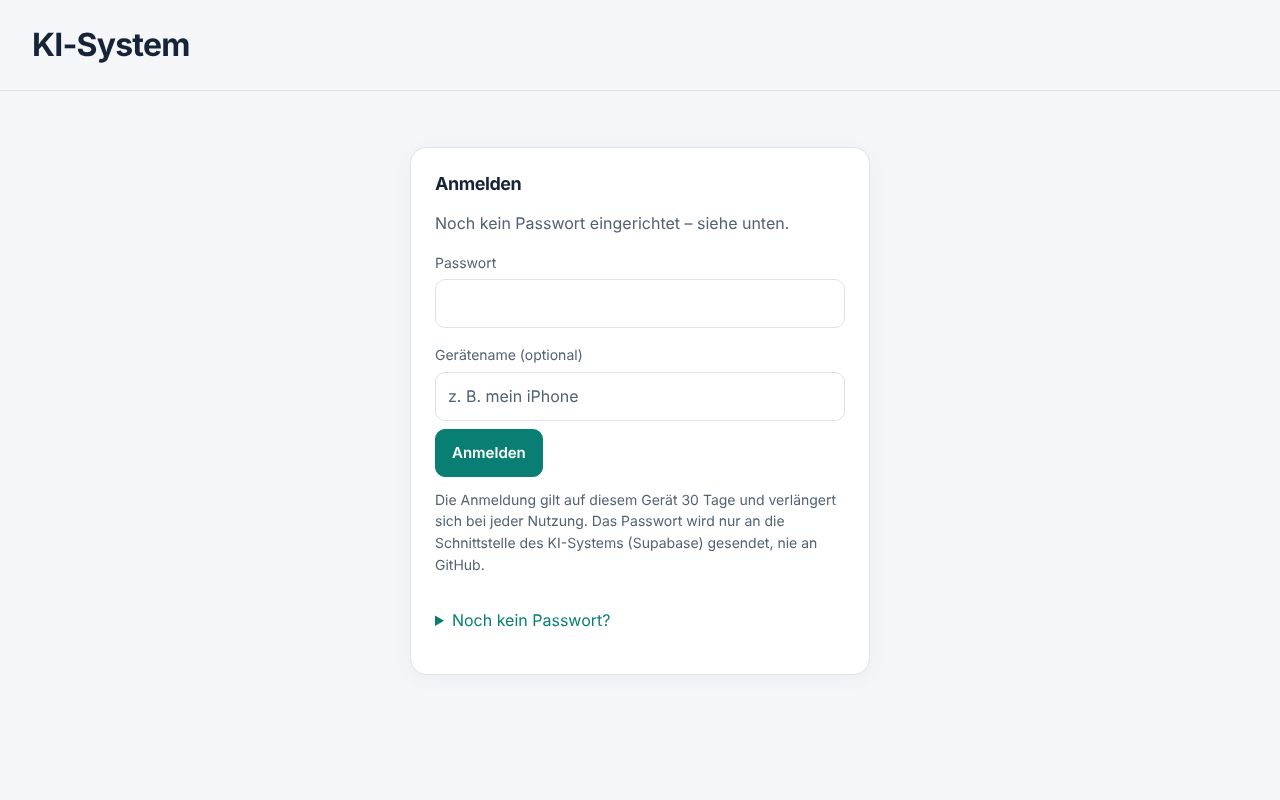 KI-System
Anmelden
Noch kein Passwort eingerichtet – siehe unten.
Passwort
Gerätename (optional)
z. B. mein iPhone
Anmelden
Die Anmeldung gilt auf diesem Gerät 30 Tage und verlängert
sich bei jeder Nutzung. Das Passwort wird nur an die
Schnittstelle des KI-Systems (Supabase) gesendet, nie an
GitHub.
Noch kein Passwort?